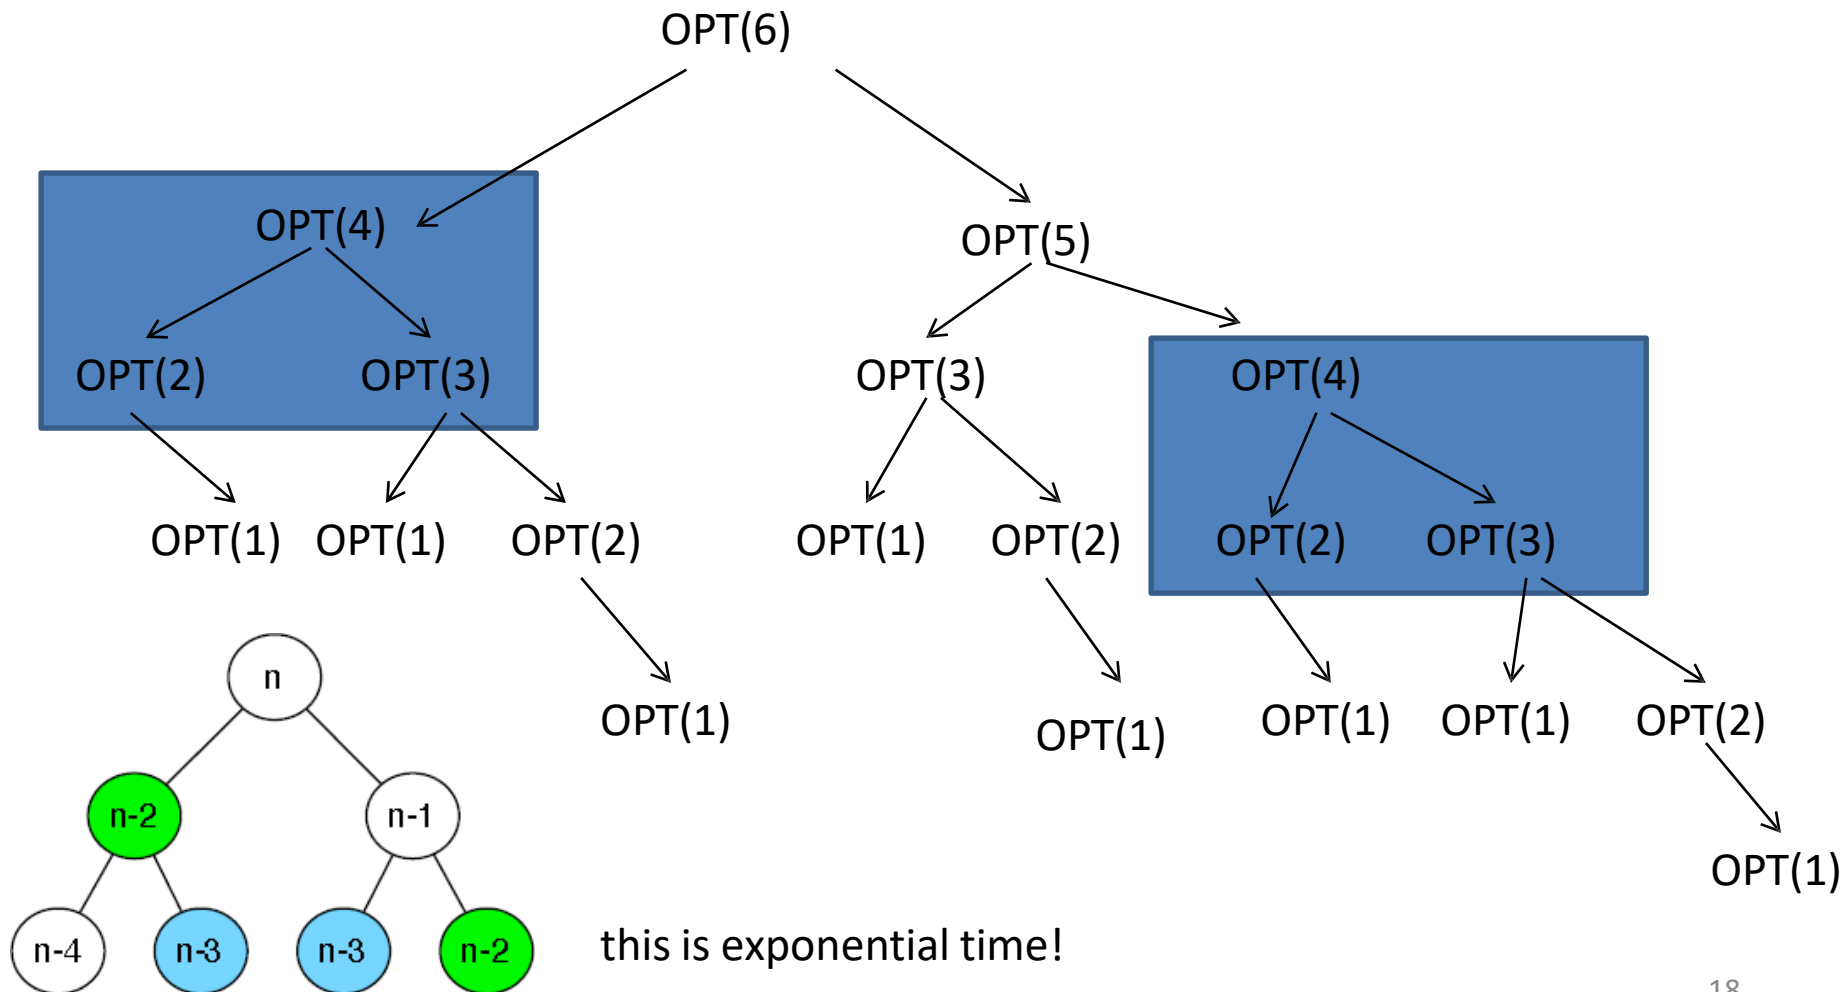 OPT(6)
OPT(4)
OPT(5)
OPT(2) OPT(3) OPT(3) OPT(4)
OPT(1) OPT(1) OPT(2) OPT(1) OPT(2) OPT(2) OPT(3)
OPT(1) OPT(1) OPT(1) OPT(1) OPT(2)
OPT(1)
n
n-2 n-1
n-4 n-3 n-3 n-2
this is exponential time!
18